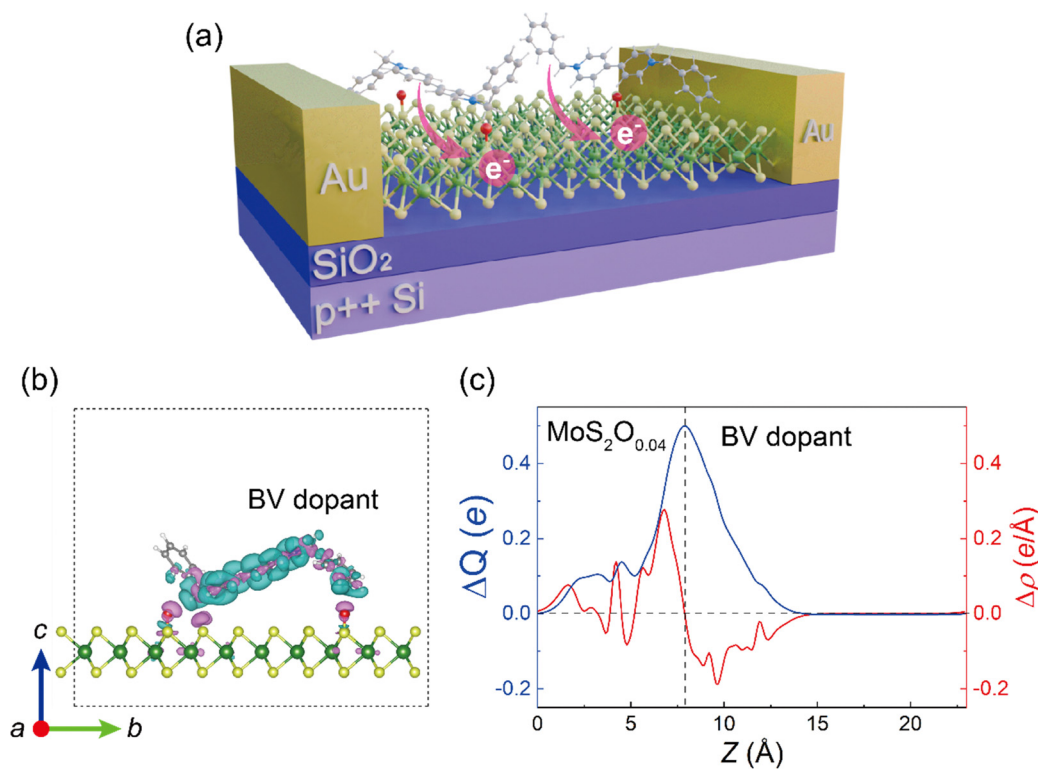 (a)
Au
Au
e⁻
e⁻
SiO₂
p++ Si
(b)
BV dopant
c
a
b
(c)
MoS₂O₀.₀₄
BV dopant
ΔQ (e)
0.4
0.2
0.0
-0.2
0.4
0.2
0.0
-0.2
Δρ (e/Å)
0
5
10
15
20
Z (Å)